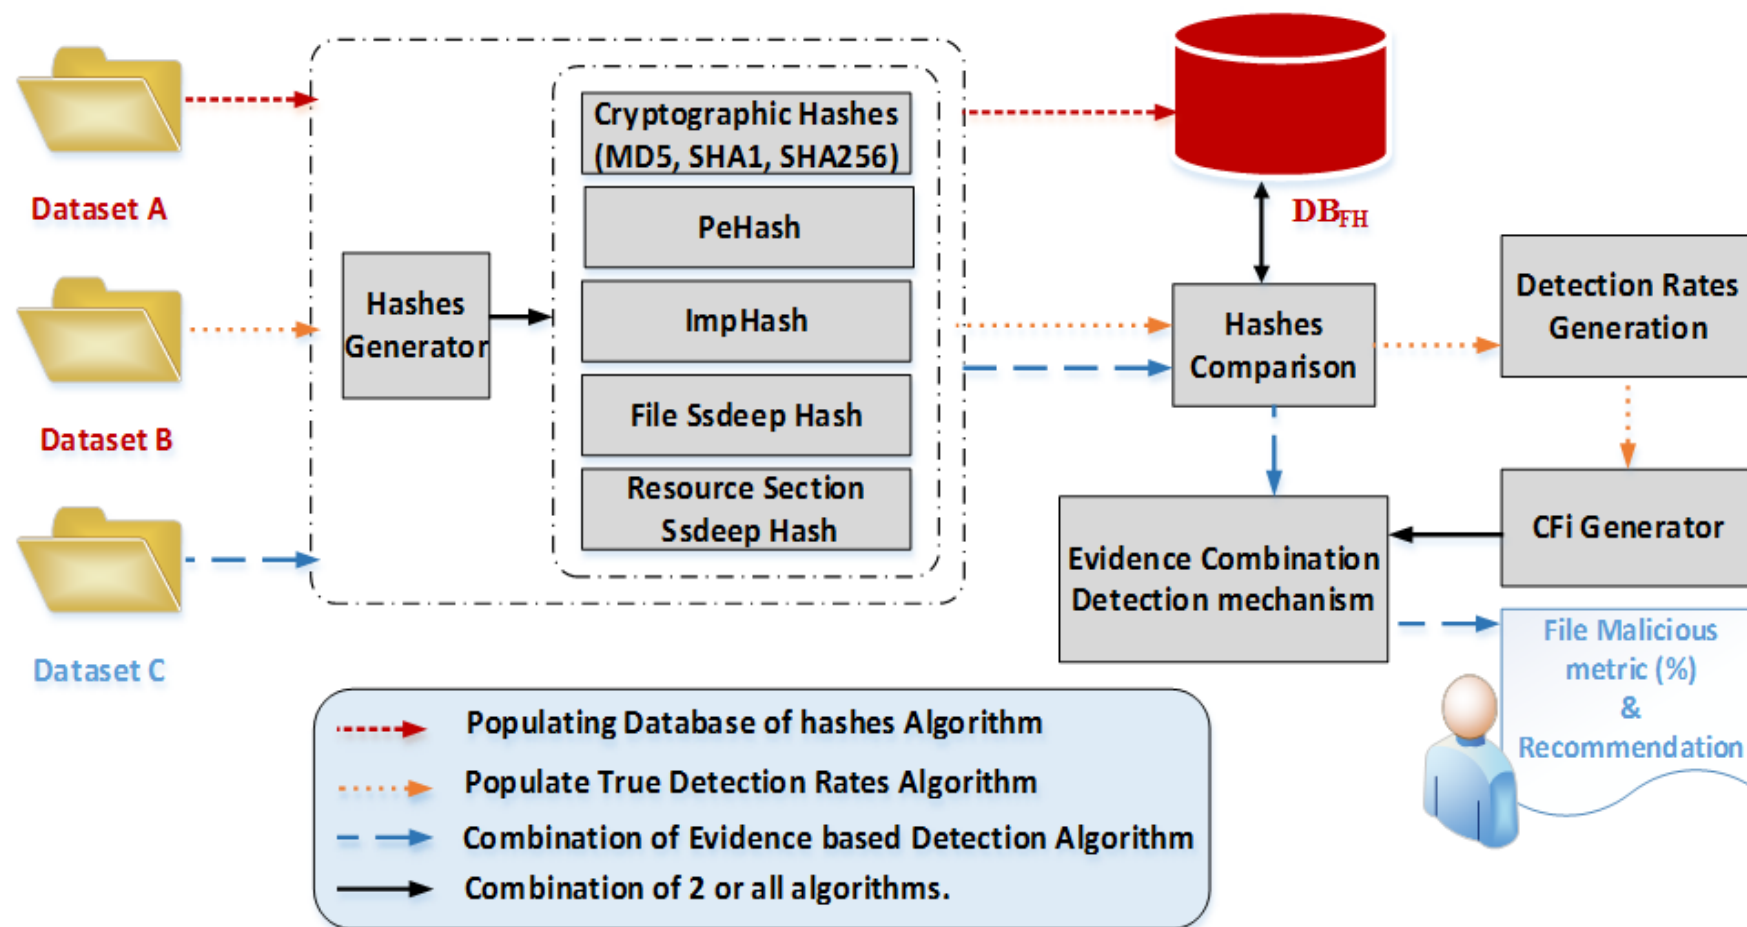 Dataset A
Dataset B
Dataset C
Hashes
Generator
Cryptographic Hashes
(MD5, SHA1, SHA256)
PeHash
ImpHash
File Ssdeep Hash
Resource Section
Ssdeep Hash
DBFH
Hashes
Comparison
Detection Rates
Generation
CFi Generator
Evidence Combination
Detection mechanism
File Malicious
metric (%)
&
Recommendation
Populating Database of hashes Algorithm
Populate True Detection Rates Algorithm
Combination of Evidence based Detection Algorithm
Combination of 2 or all algorithms.